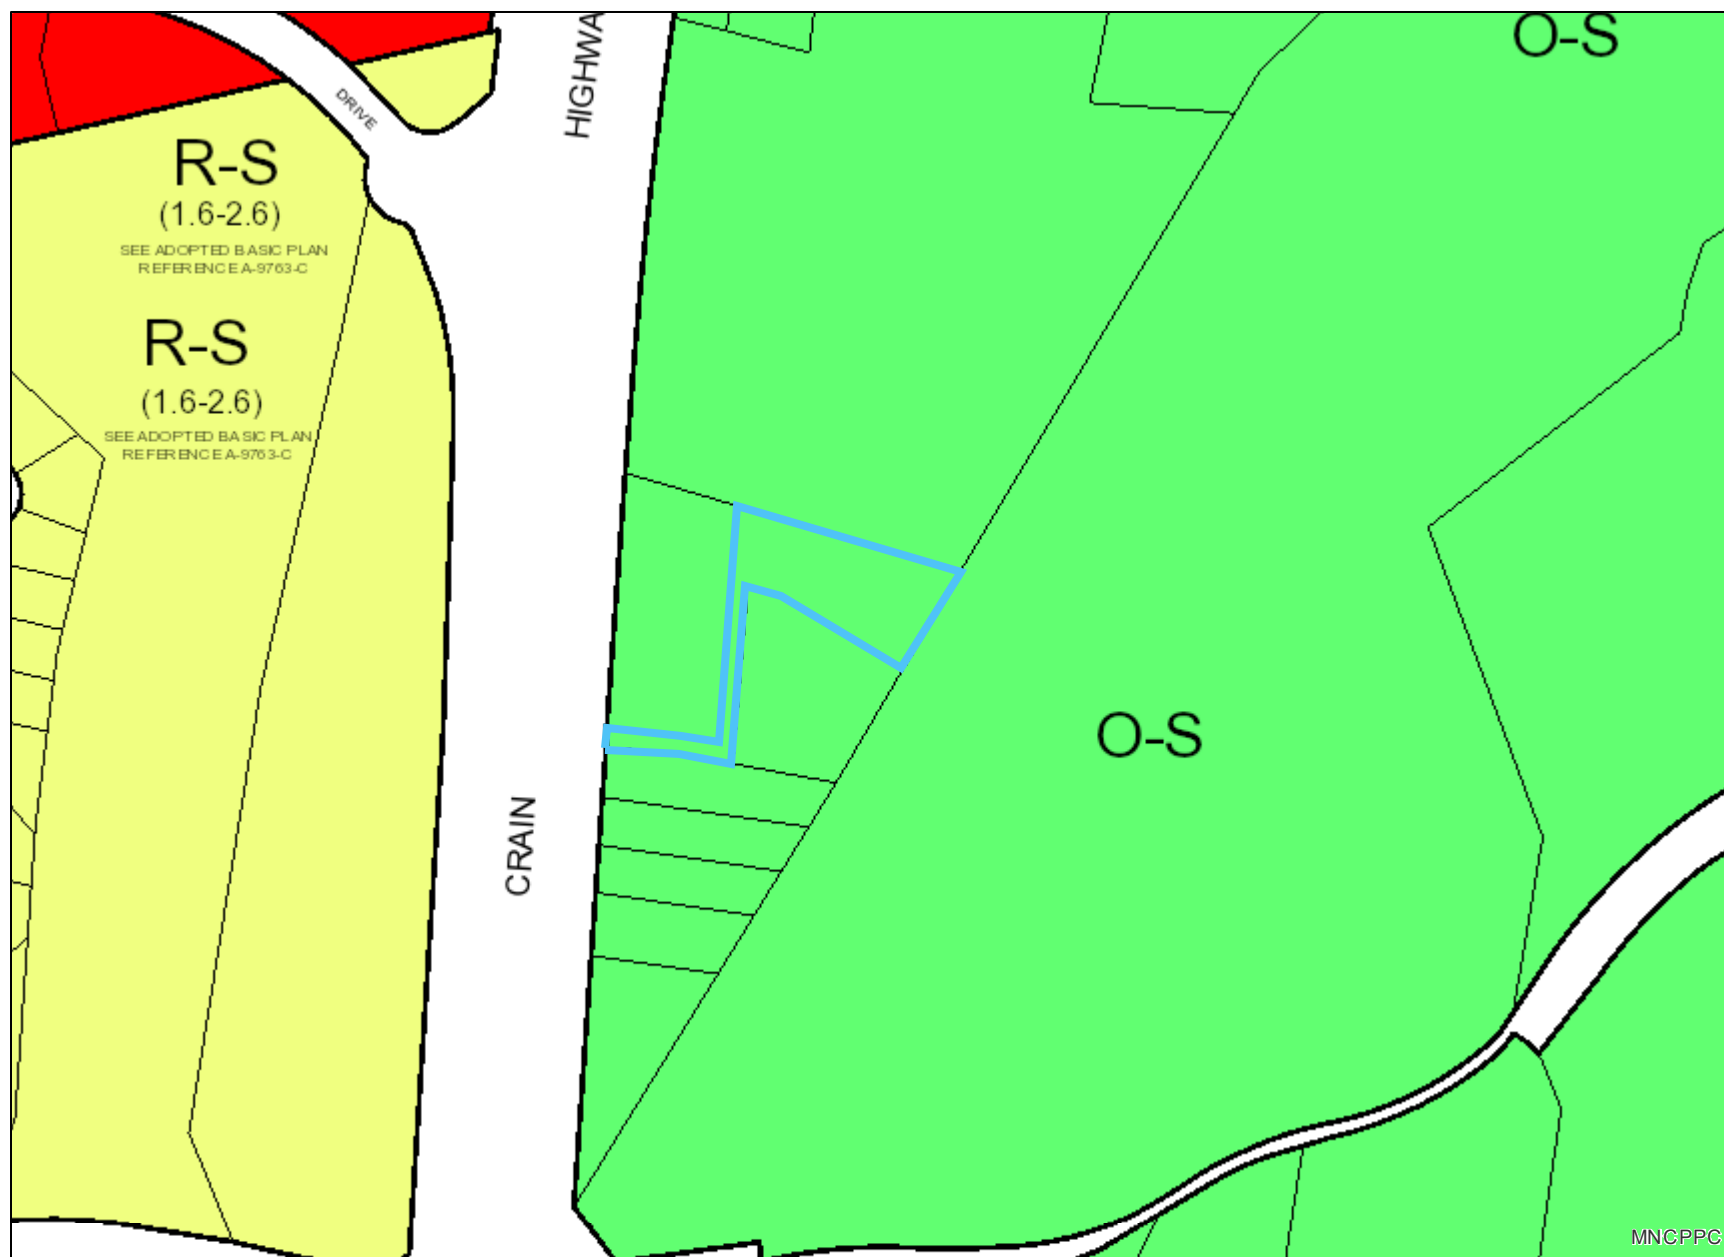 O-S
HIGHWA
DRIVE
R-S
(1.6-2.6)
SEE ADOPTED BASIC PLAN
REFERENCE A-9763-C
R-S
(1.6-2.6)
SEE ADOPTED BASIC PLAN
REFERENCE A-9763-C
O-S
CRAIN
MNCPPC